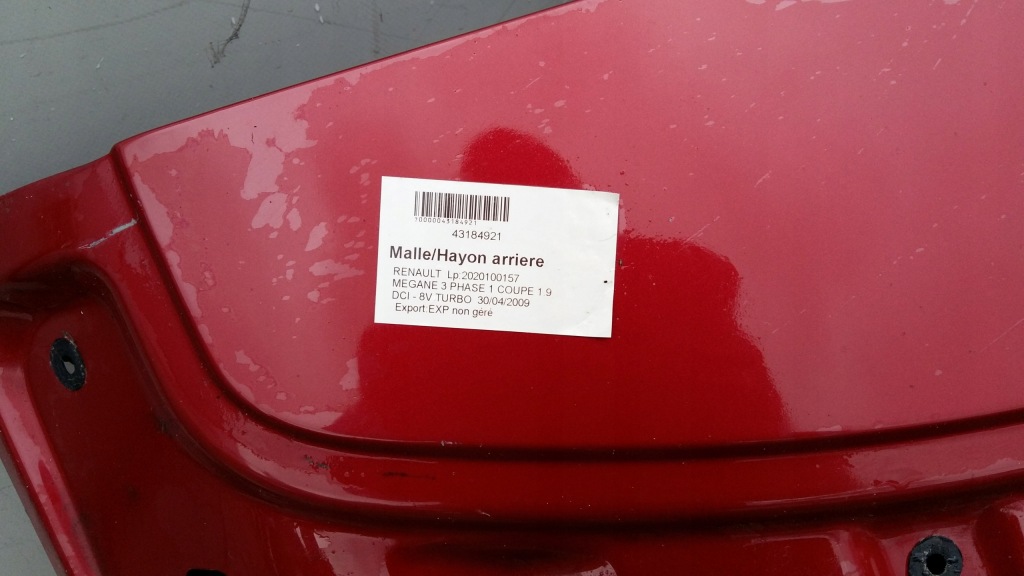 10000043184921
43184921
Malle/Hayon arriere
RENAULT Lp.2020100157
MEGANE 3 PHASE 1 COUPE 1.9
DCI - 8V TURBO 30/04/2009
Export.EXP non géré